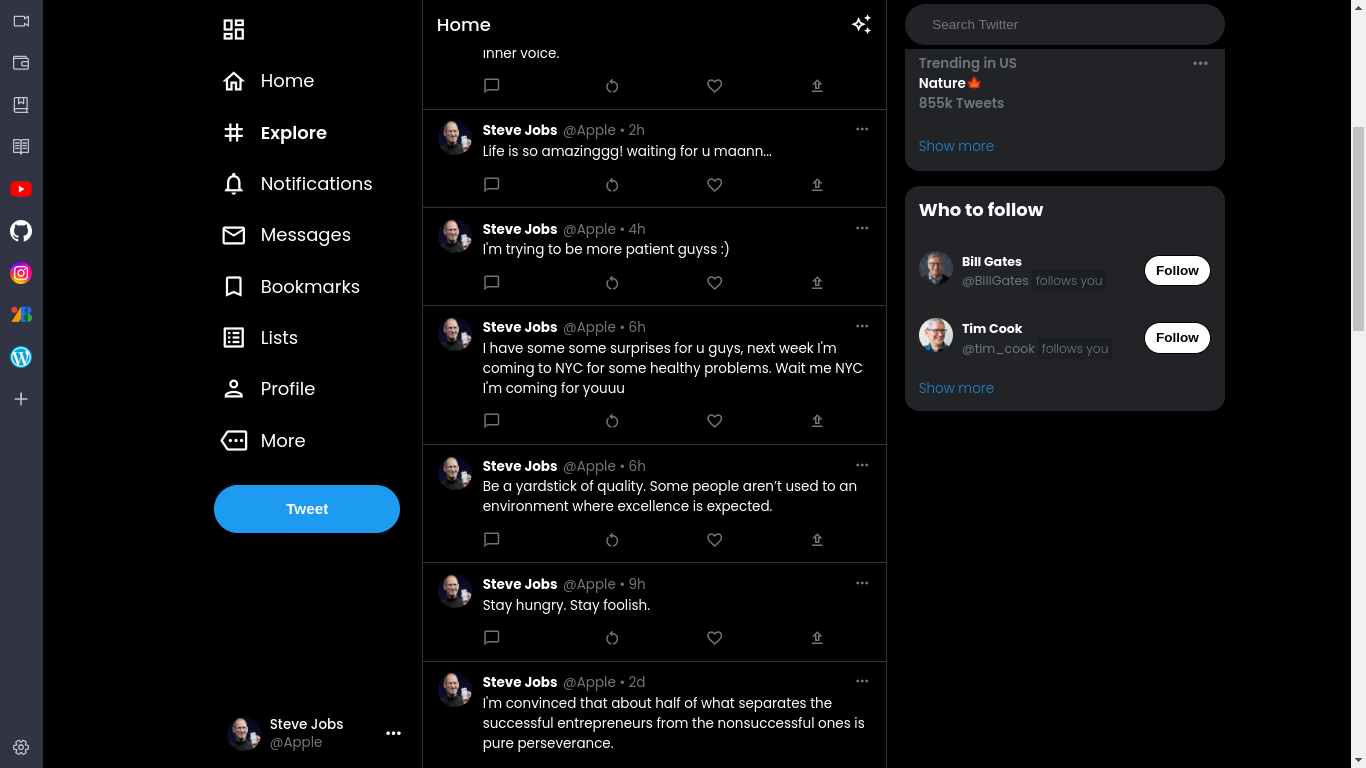 Home
Explore
Notifications
Messages
Bookmarks
Lists
Profile
More
Tweet
Steve Jobs
@Apple
Home
inner voice.
Steve Jobs @Apple • 2h
Life is so amazinggg! waiting for u maann...
Steve Jobs @Apple • 4h
I'm trying to be more patient guyss :)
Steve Jobs @Apple • 6h
I have some some surprises for u guys, next week I'm
coming to NYC for some healthy problems. Wait me NYC
I'm coming for youuu
Steve Jobs @Apple • 6h
Be a yardstick of quality. Some people aren’t used to an
environment where excellence is expected.
Steve Jobs @Apple • 9h
Stay hungry. Stay foolish.
Steve Jobs @Apple • 2d
I'm convinced that about half of what separates the
successful entrepreneurs from the nonsuccessful ones is
pure perseverance.
Search Twitter
Trending in US
Nature🍁
855k Tweets
Show more
Who to follow
Bill Gates
@BillGates follows you
Follow
Tim Cook
@tim_cook follows you
Follow
Show more